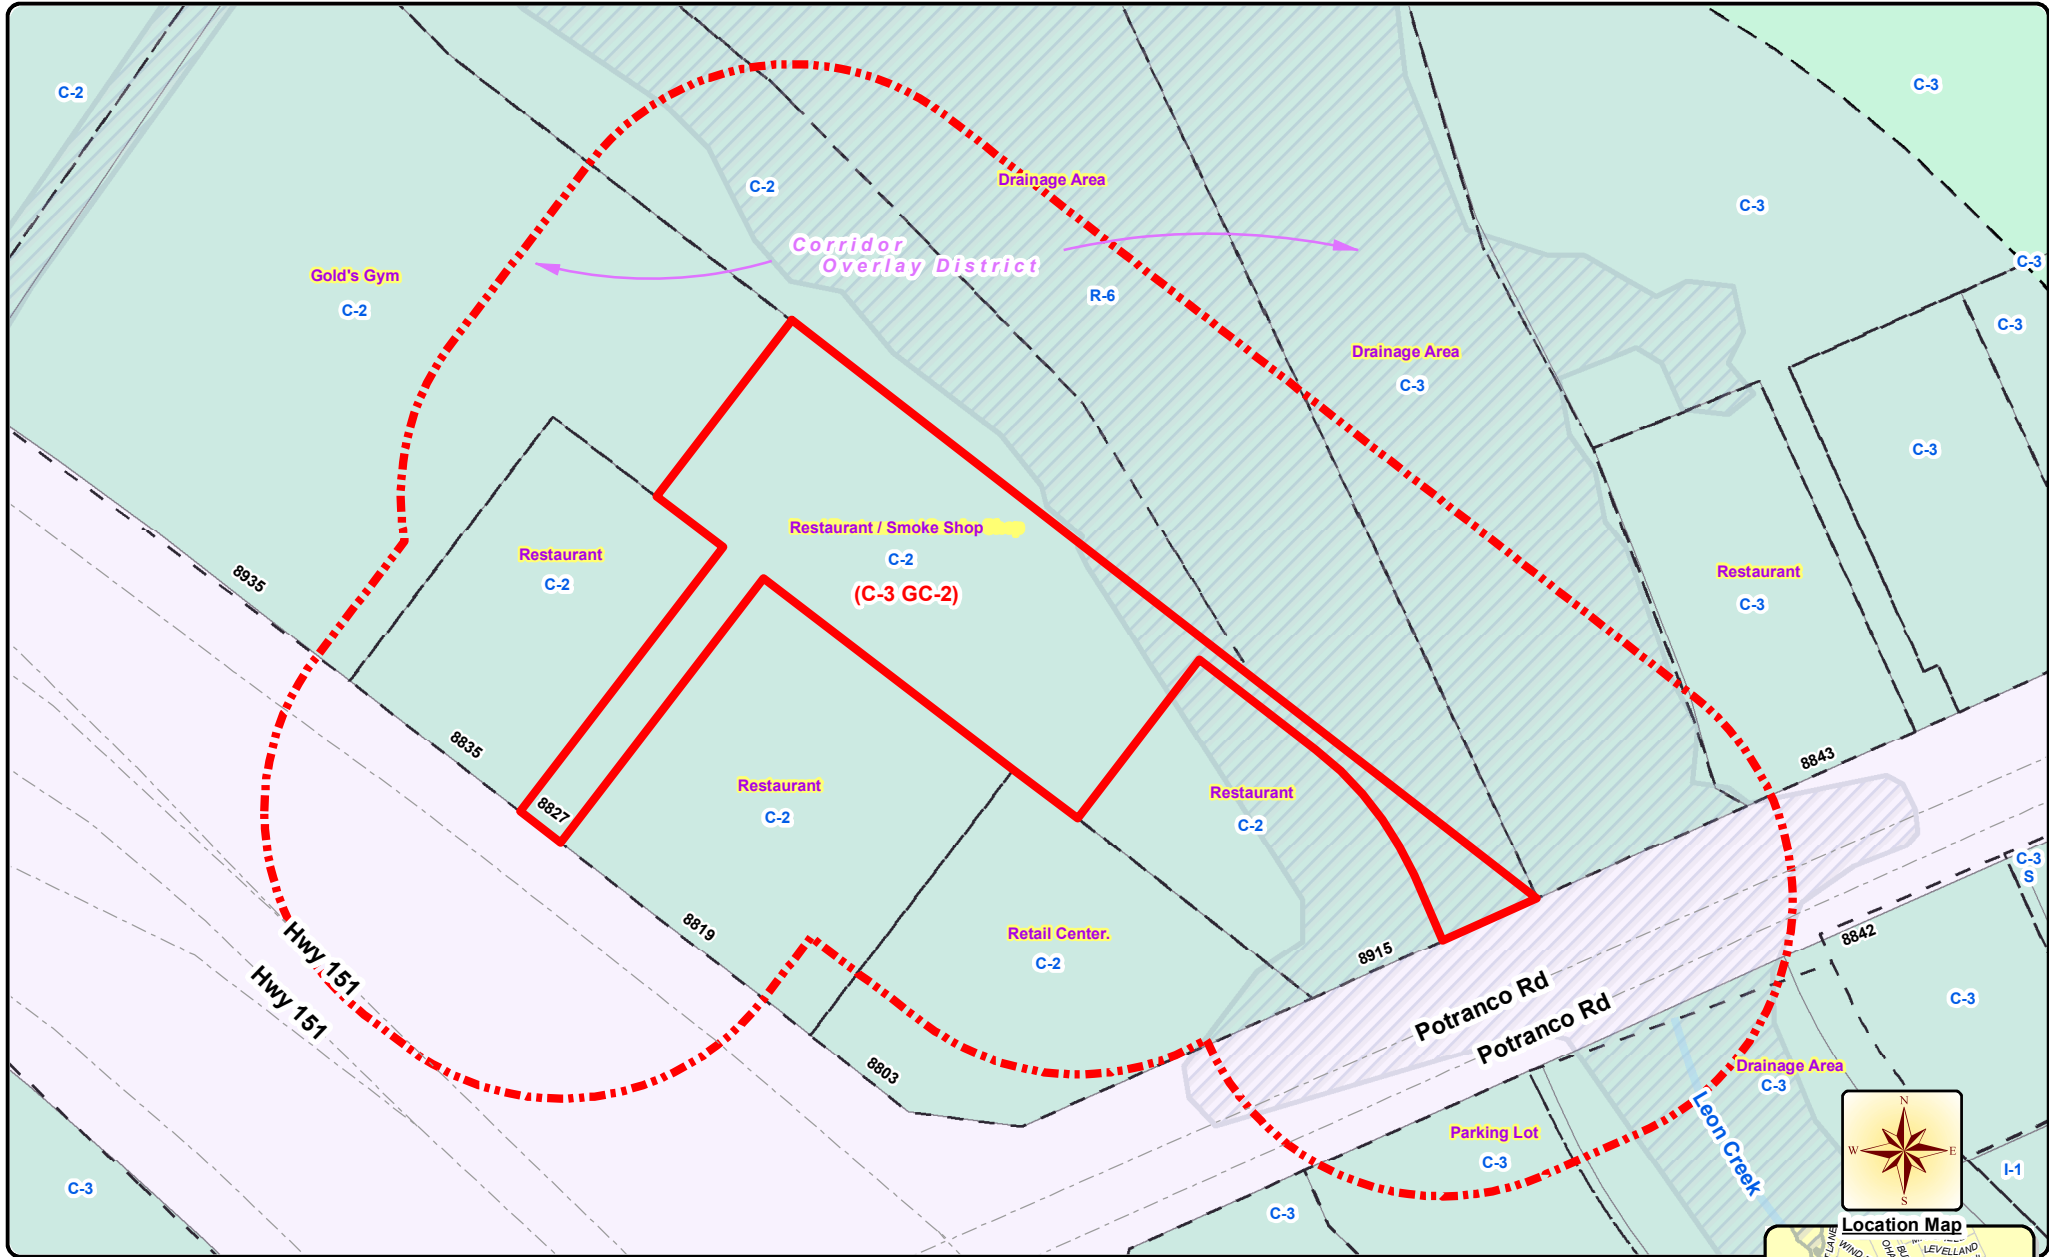 C-2
C-3
C-2
C-3
Drainage Area
Corridor
Overlay District
C-3
Gold's Gym
C-2
R-6
C-3
Drainage Area
C-3
C-3
Restaurant / Smoke Shop
C-2
(C-3 GC-2)
Restaurant
C-2
Restaurant
C-3
8935
8835
8827
Restaurant
C-2
Restaurant
C-2
8843
C-3
S
8819
Retail Center.
C-2
8915
8842
Hwy 151
Hwy 151
Potranco Rd
Potranco Rd
C-3
8803
Drainage Area
C-3
Leon Creek
Parking Lot
C-3
C-3
C-3
I-1
N
W
E
S
Location Map
LEVELLAND